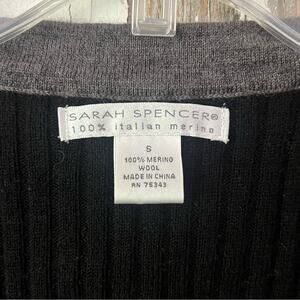 SARAH SPENCER®
100% italian merino
S
100% MERINO
WOOL
MADE IN CHINA
RN 75343